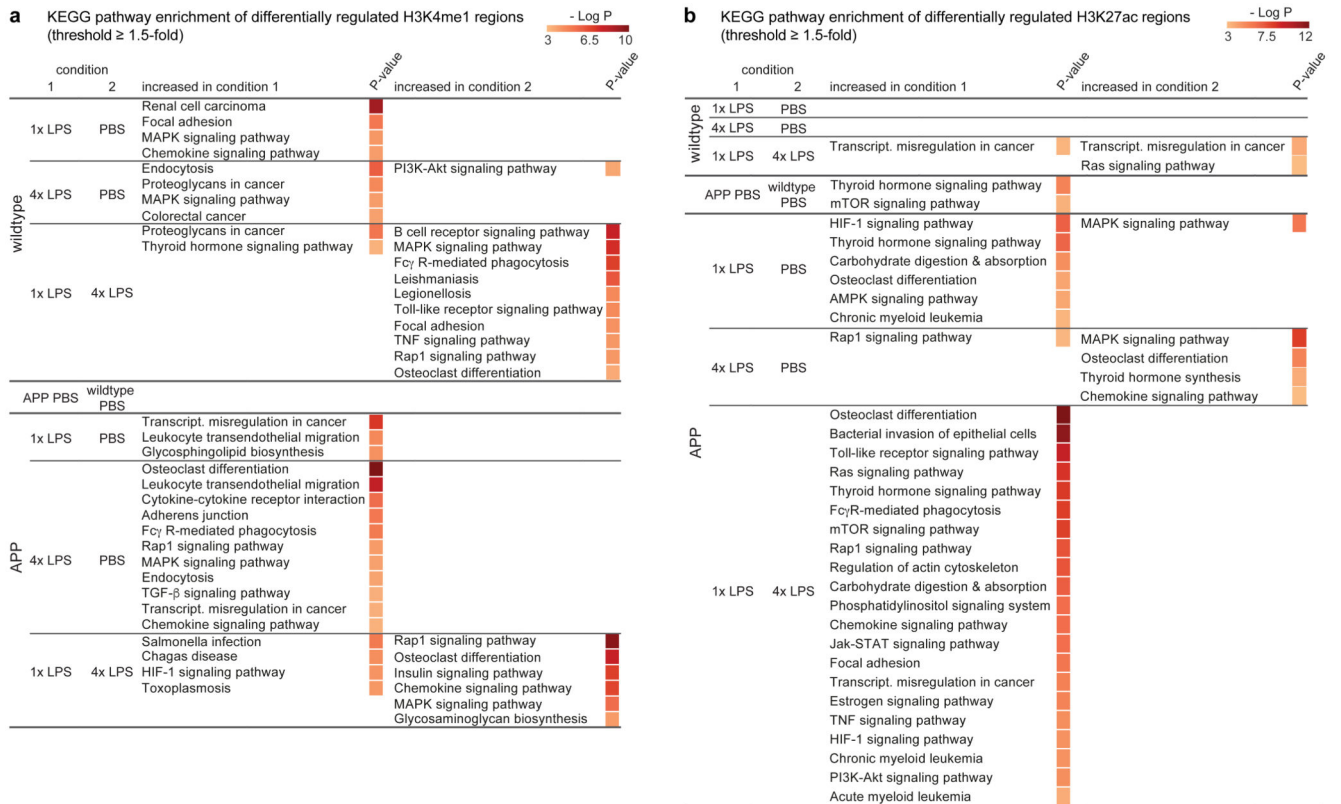 a KEGG pathway enrichment of differentially regulated H3K4me1 regions
(threshold ≥ 1.5-fold)
- Log P
3 6.5 10
condition
1 2 increased in condition 1 P-value increased in condition 2 P-value
wildtype
1x LPS PBS
Renal cell carcinoma
Focal adhesion
MAPK signaling pathway
Chemokine signaling pathway
4x LPS PBS
Endocytosis
Proteoglycans in cancer
MAPK signaling pathway
Colorectal cancer
PI3K-Akt signaling pathway
1x LPS 4x LPS
Proteoglycans in cancer
Thyroid hormone signaling pathway
B cell receptor signaling pathway
MAPK signaling pathway
Fcγ R-mediated phagocytosis
Leishmaniasis
Legionellosis
Toll-like receptor signaling pathway
Focal adhesion
TNF signaling pathway
Rap1 signaling pathway
Osteoclast differentiation
APP PBS wildtype
PBS
APP
1x LPS PBS
Transcript. misregulation in cancer
Leukocyte transendothelial migration
Glycosphingolipid biosynthesis
4x LPS PBS
Osteoclast differentiation
Leukocyte transendothelial migration
Cytokine-cytokine receptor interaction
Adherens junction
Fcγ R-mediated phagocytosis
Rap1 signaling pathway
MAPK signaling pathway
Endocytosis
TGF-β signaling pathway
Transcript. misregulation in cancer
Chemokine signaling pathway
1x LPS 4x LPS
Salmonella infection
Chagas disease
HIF-1 signaling pathway
Toxoplasmosis
Rap1 signaling pathway
Osteoclast differentiation
Insulin signaling pathway
Chemokine signaling pathway
MAPK signaling pathway
Glycosaminoglycan biosynthesis
b KEGG pathway enrichment of differentially regulated H3K27ac regions
(threshold ≥ 1.5-fold)
- Log P
3 7.5 12
condition
1 2 increased in condition 1 P-value increased in condition 2 P-value
wildtype
1x LPS PBS
4x LPS PBS
1x LPS 4x LPS
Transcript. misregulation in cancer
Transcript. misregulation in cancer
Ras signaling pathway
APP PBS wildtype
PBS
Thyroid hormone signaling pathway
mTOR signaling pathway
APP
1x LPS PBS
HIF-1 signaling pathway
Thyroid hormone signaling pathway
Carbohydrate digestion & absorption
Osteoclast differentiation
AMPK signaling pathway
Chronic myeloid leukemia
MAPK signaling pathway
4x LPS PBS
Rap1 signaling pathway
MAPK signaling pathway
Osteoclast differentiation
Thyroid hormone synthesis
Chemokine signaling pathway
1x LPS 4x LPS
Osteoclast differentiation
Bacterial invasion of epithelial cells
Toll-like receptor signaling pathway
Ras signaling pathway
Thyroid hormone signaling pathway
FcγR-mediated phagocytosis
mTOR signaling pathway
Rap1 signaling pathway
Regulation of actin cytoskeleton
Carbohydrate digestion & absorption
Phosphatidylinositol signaling system
Chemokine signaling pathway
Jak-STAT signaling pathway
Focal adhesion
Transcript. misregulation in cancer
Estrogen signaling pathway
TNF signaling pathway
HIF-1 signaling pathway
Chronic myeloid leukemia
PI3K-Akt signaling pathway
Acute myeloid leukemia